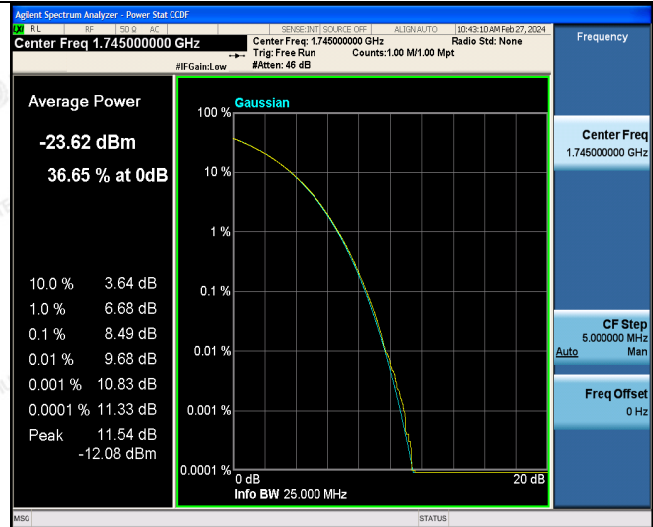 Agilent Spectrum Analyzer - Power Stat CCDF
RL RF 50 Ω AC SENSE:INT SOURCE OFF ALIGN AUTO 10:43:10 AM Feb 27, 2024
Center Freq 1.745000000 GHz
Center Freq: 1.745000000 GHz Radio Std: None
Trig: Free Run Counts:1.00 M/1.00 Mpt
#IFGain:Low #Atten: 46 dB
Frequency
Average Power
-23.62 dBm
36.65 % at 0dB
10.0 % 3.64 dB
1.0 % 6.68 dB
0.1 % 8.49 dB
0.01 % 9.68 dB
0.001 % 10.83 dB
0.0001 % 11.33 dB
Peak 11.54 dB
-12.08 dBm
Gaussian
100 %
10 %
1 %
0.1 %
0.01 %
0.001 %
0.0001 %
0 dB 20 dB
Info BW 25.000 MHz
Center Freq
1.745000000 GHz
CF Step
5.000000 MHz
Auto Man
Freq Offset
0 Hz
MSG STATUS